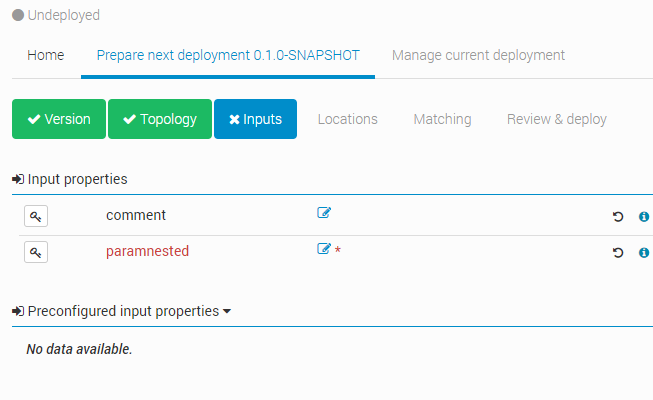 Undeployed
Home Prepare next deployment 0.1.0-SNAPSHOT Manage current deployment
Version Topology Inputs Locations Matching Review & deploy
Input properties
comment
paramnested *
Preconfigured input properties
No data available.